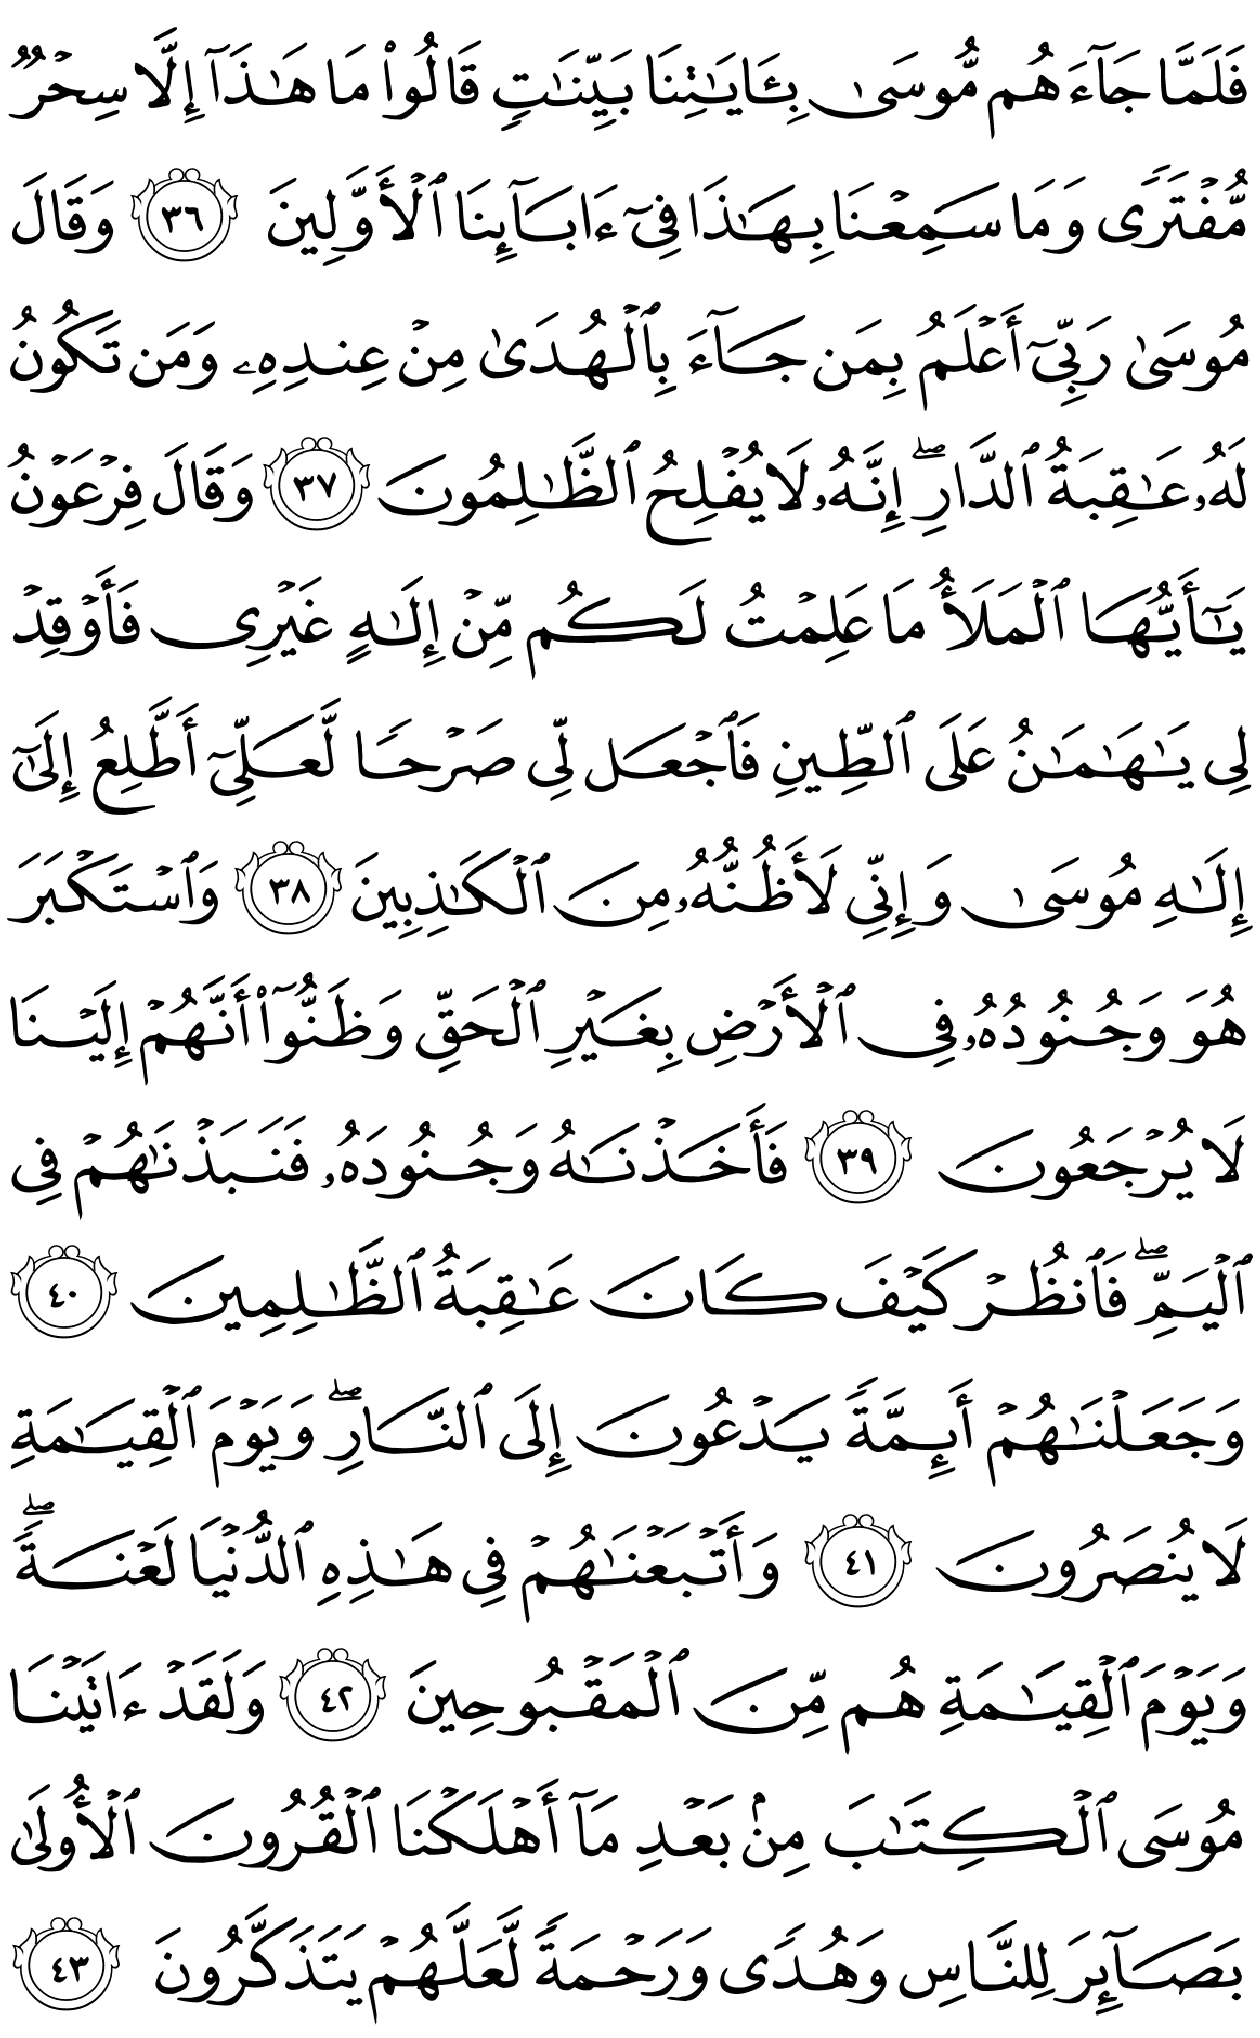 فَلَمَّا جَآءَهُم مُّوسَىٰ بِـَٔايَٰتِنَا بَيِّنَٰتٍ قَالُوا۟ مَا هَٰذَآ إِلَّا سِحْرٌ
مُّفْتَرًى وَمَا سَمِعْنَا بِهَٰذَا فِىٓ ءَابَآئِنَا ٱلْأَوَّلِينَ ٣٦ وَقَالَ
مُوسَىٰ رَبِّىٓ أَعْلَمُ بِمَن جَآءَ بِٱلْهُدَىٰ مِنْ عِندِهِۦ وَمَن تَكُونُ
لَهُۥ عَٰقِبَةُ ٱلدَّارِ ۖ إِنَّهُۥ لَا يُفْلِحُ ٱلظَّٰلِمُونَ ٣٧ وَقَالَ فِرْعَوْنُ
يَٰٓأَيُّهَا ٱلْمَلَأُ مَا عَلِمْتُ لَكُم مِّنْ إِلَٰهٍ غَيْرِى فَأَوْقِدْ
لِى يَٰهَٰمَٰنُ عَلَى ٱلطِّينِ فَٱجْعَل لِّى صَرْحًا لَّعَلِّىٓ أَطَّلِعُ إِلَىٰٓ
إِلَٰهِ مُوسَىٰ وَإِنِّى لَأَظُنُّهُۥ مِنَ ٱلْكَٰذِبِينَ ٣٨ وَٱسْتَكْبَرَ
هُوَ وَجُنُودُهُۥ فِى ٱلْأَرْضِ بِغَيْرِ ٱلْحَقِّ وَظَنُّوٓا۟ أَنَّهُمْ إِلَيْنَا
لَا يُرْجَعُونَ ٣٩ فَأَخَذْنَٰهُ وَجُنُودَهُۥ فَنَبَذْنَٰهُمْ فِى
ٱلْيَمِّ ۖ فَٱنظُرْ كَيْفَ كَانَ عَٰقِبَةُ ٱلظَّٰلِمِينَ ٤٠
وَجَعَلْنَٰهُمْ أَئِمَّةً يَدْعُونَ إِلَى ٱلنَّارِ ۖ وَيَوْمَ ٱلْقِيَٰمَةِ
لَا يُنصَرُونَ ٤١ وَأَتْبَعْنَٰهُمْ فِى هَٰذِهِ ٱلدُّنْيَا لَعْنَةً ۖ
وَيَوْمَ ٱلْقِيَٰمَةِ هُم مِّنَ ٱلْمَقْبُوحِينَ ٤٢ وَلَقَدْ ءَاتَيْنَا
مُوسَى ٱلْكِتَٰبَ مِنۢ بَعْدِ مَآ أَهْلَكْنَا ٱلْقُرُونَ ٱلْأُولَىٰ
بَصَآئِرَ لِلنَّاسِ وَهُدًى وَرَحْمَةً لَّعَلَّهُمْ يَتَذَكَّرُونَ ٤٣